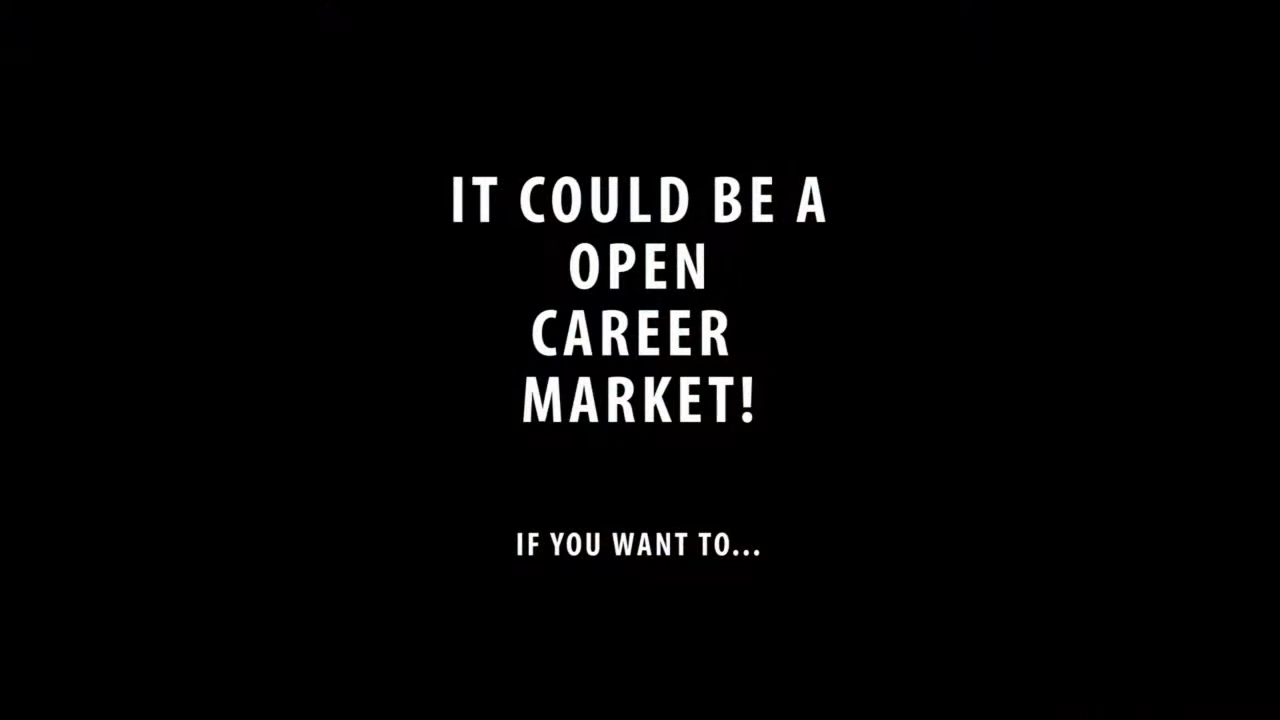 IT COULD BE A
OPEN
CAREER
MARKET!
IF YOU WANT TO...